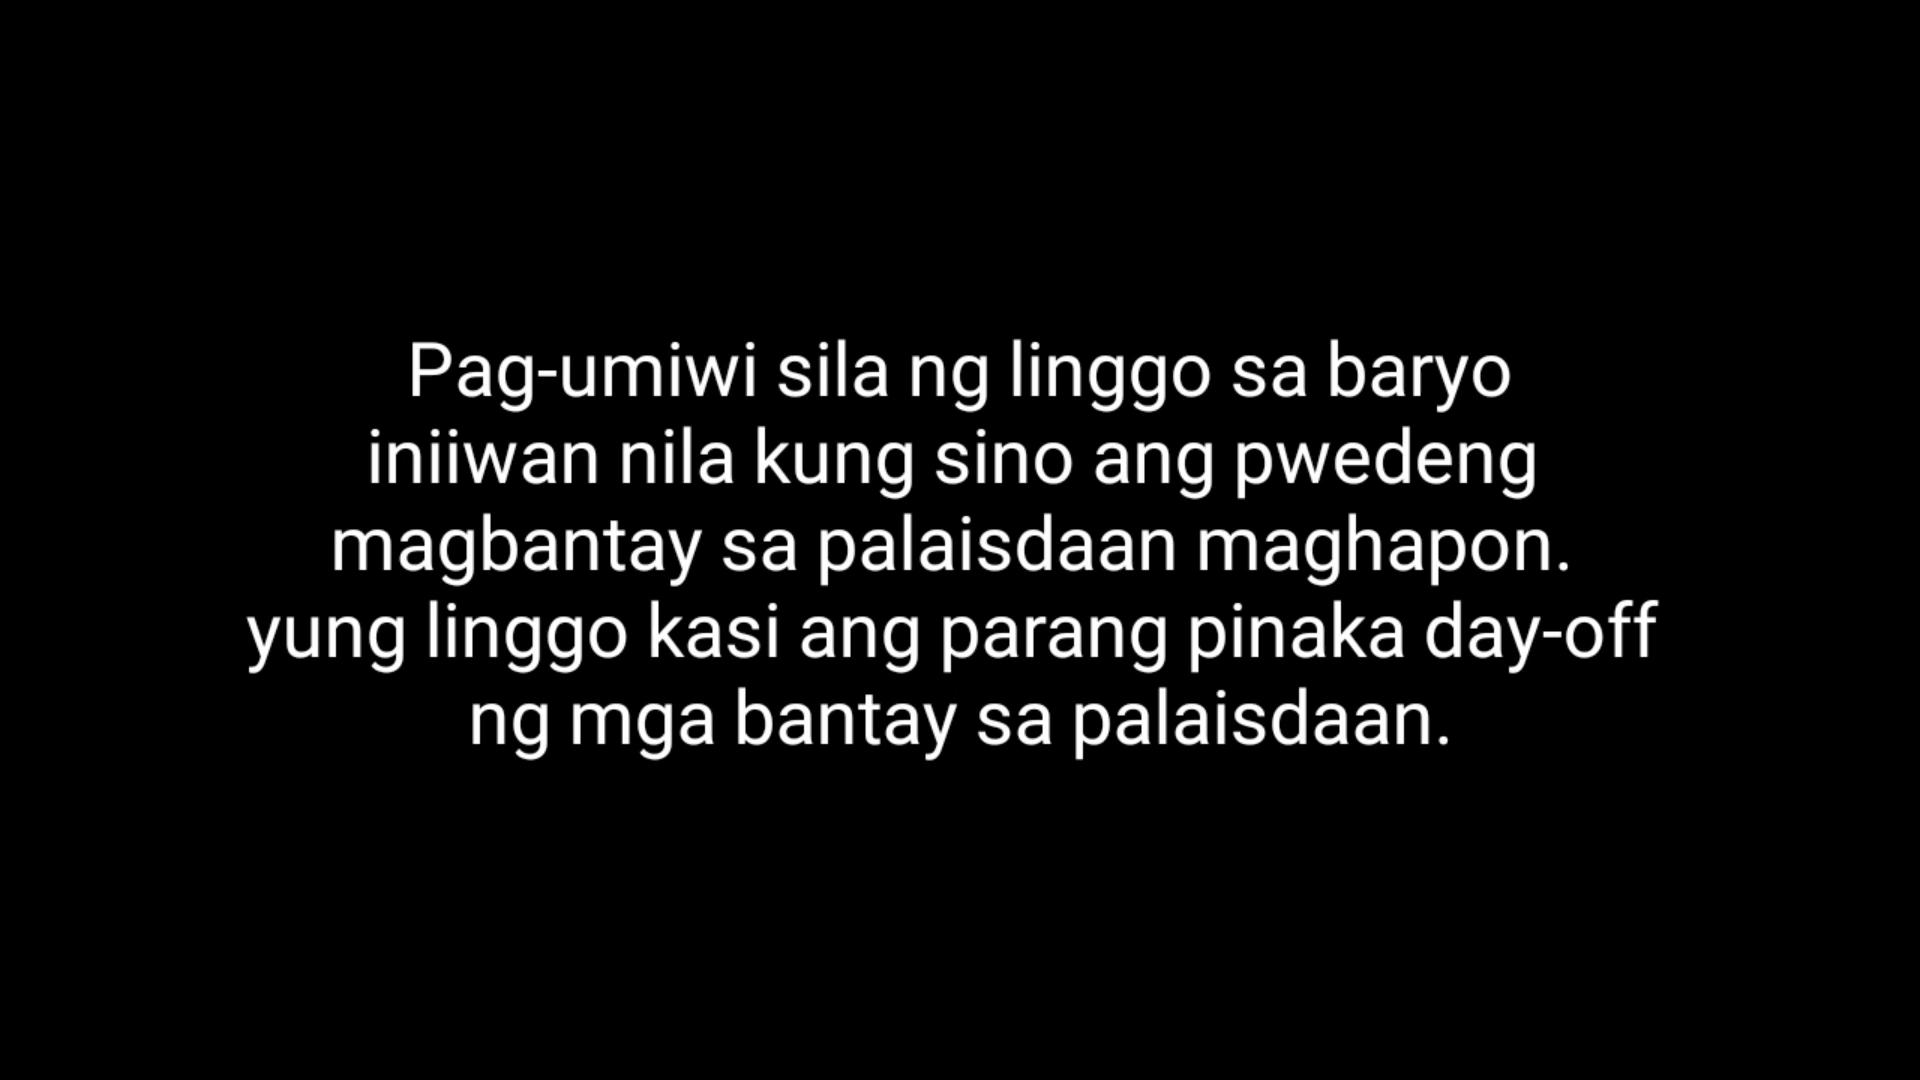 Pag-umiwi sila ng linggo sa baryo
iniiwan nila kung sino ang pwedeng
magbantay sa palaisdaan maghapon.
yung linggo kasi ang parang pinaka day-off
ng mga bantay sa palaisdaan.